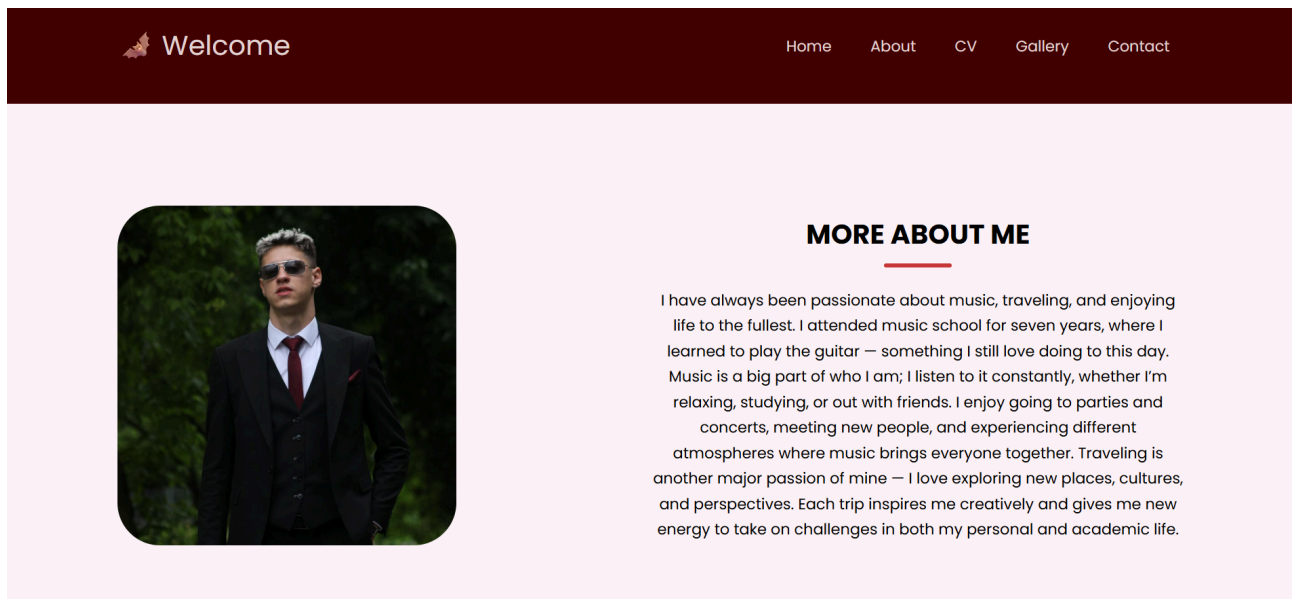 Welcome
Home About CV Gallery Contact
MORE ABOUT ME
I have always been passionate about music, traveling, and enjoying
life to the fullest. I attended music school for seven years, where I
learned to play the guitar — something I still love doing to this day.
Music is a big part of who I am; I listen to it constantly, whether I’m
relaxing, studying, or out with friends. I enjoy going to parties and
concerts, meeting new people, and experiencing different
atmospheres where music brings everyone together. Traveling is
another major passion of mine — I love exploring new places, cultures,
and perspectives. Each trip inspires me creatively and gives me new
energy to take on challenges in both my personal and academic life.